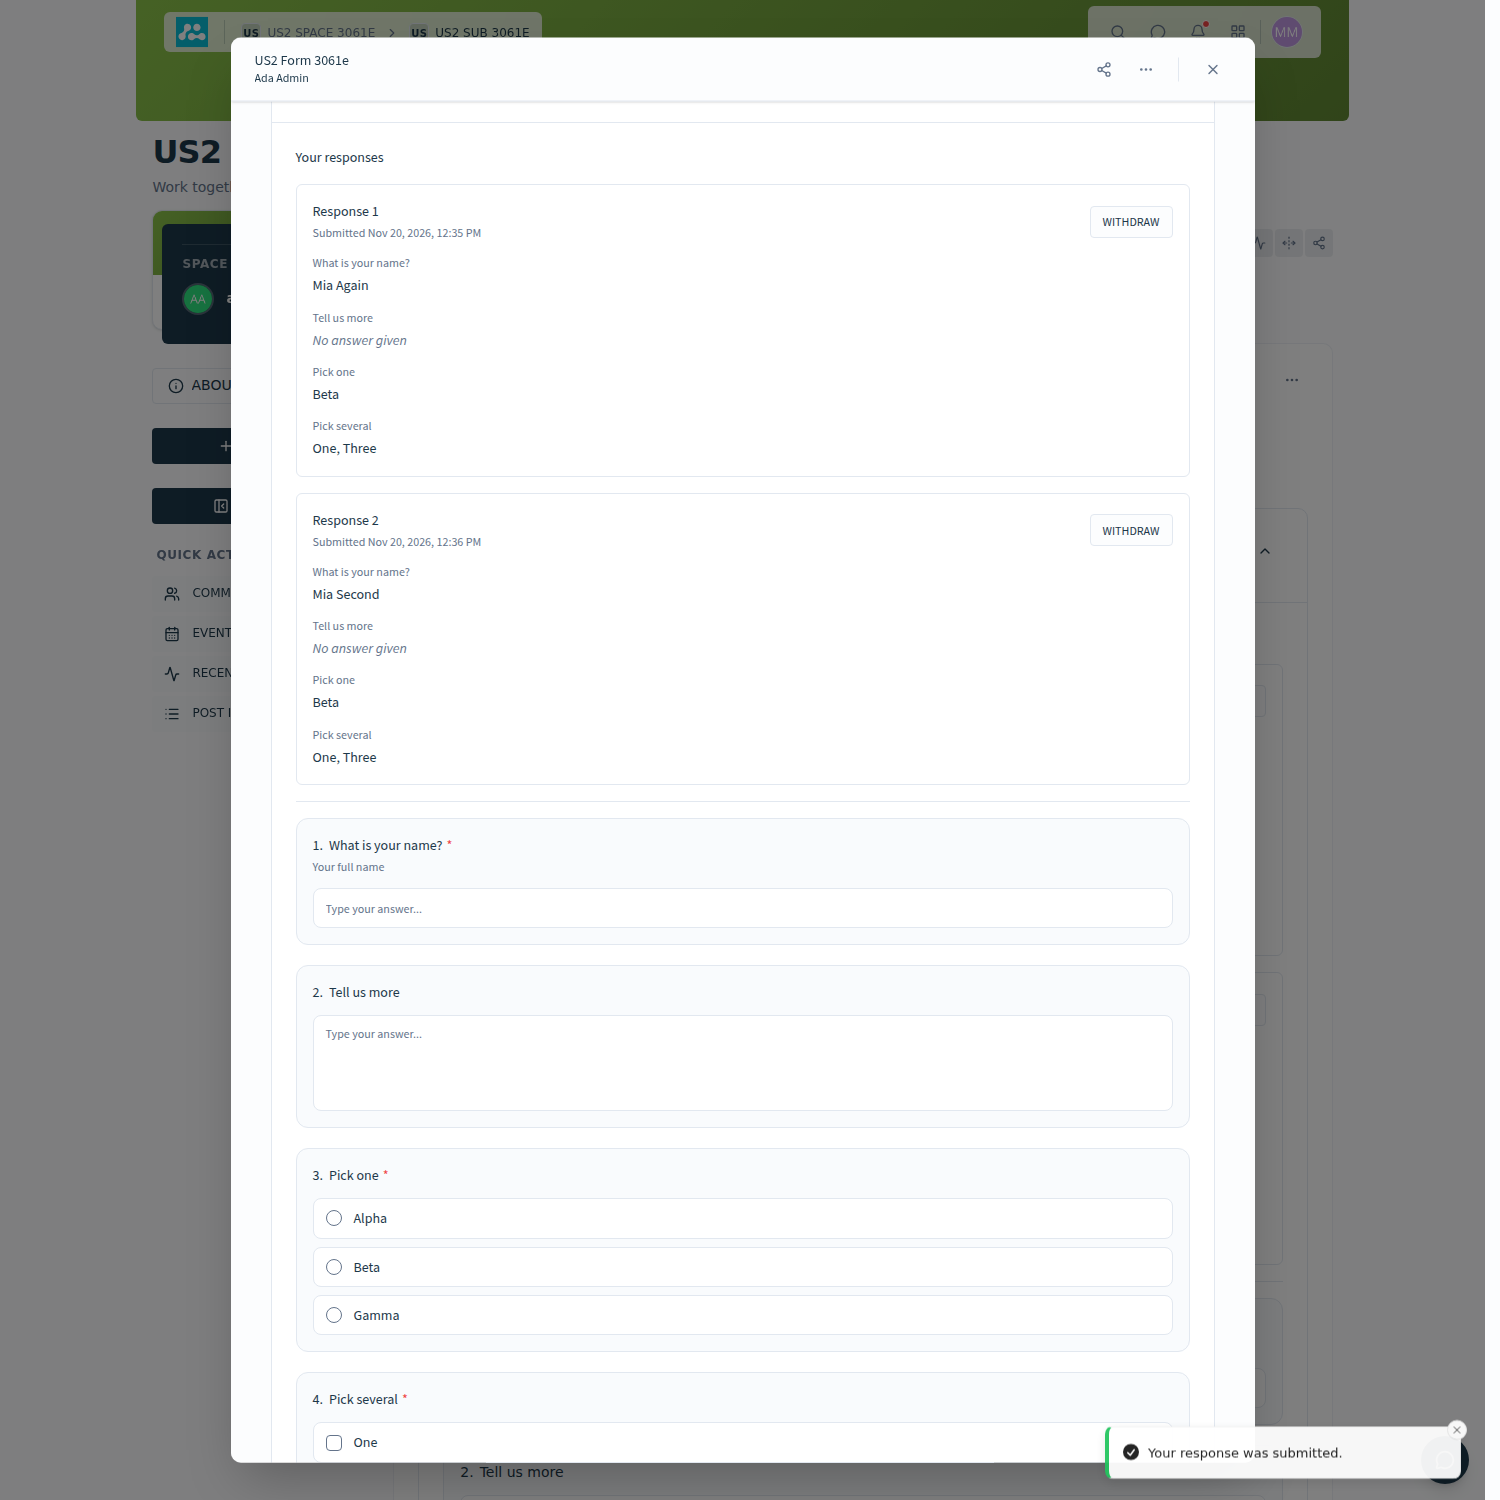 US US2 SPACE 3061E > US US2 SUB 3061E
MM
US2 Form 3061e
Ada Admin
US2
Work toget
SPACE
AA
ABOU
QUICK ACT
COMM
EVENT
RECEN
POST
Your responses
Response 1
WITHDRAW
Submitted Nov 20, 2026, 12:35 PM
What is your name?
Mia Again
Tell us more
No answer given
Pick one
Beta
Pick several
One, Three
Response 2
WITHDRAW
Submitted Nov 20, 2026, 12:36 PM
What is your name?
Mia Second
Tell us more
No answer given
Pick one
Beta
Pick several
One, Three
1. What is your name? *
Your full name
Type your answer...
2. Tell us more
Type your answer...
3. Pick one *
Alpha
Beta
Gamma
4. Pick several *
One
Your response was submitted.
2. Tell us more